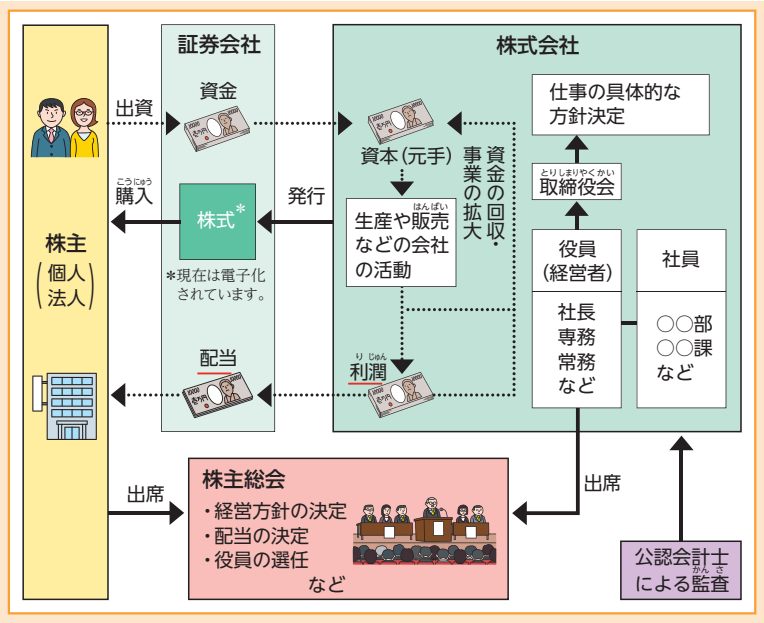 証券会社
株式会社
出資
資金
資本(元手)
資金の回収・
事業の拡大
仕事の具体的な
方針決定
とりしまりやくかい
取締役会
こうにゅう
購入
株式*
発行
*現在は電子化
されています。
はんばい
生産や販売
などの会社
の活動
役員
(経営者)
社長
専務
常務
など
社員
○○部
○○課
など
株主
(個人
法人)
配当
りじゅん
利潤
出席
株主総会
・経営方針の決定
・配当の決定
・役員の選任
など
出席
公認会計士
かんさ
による監査